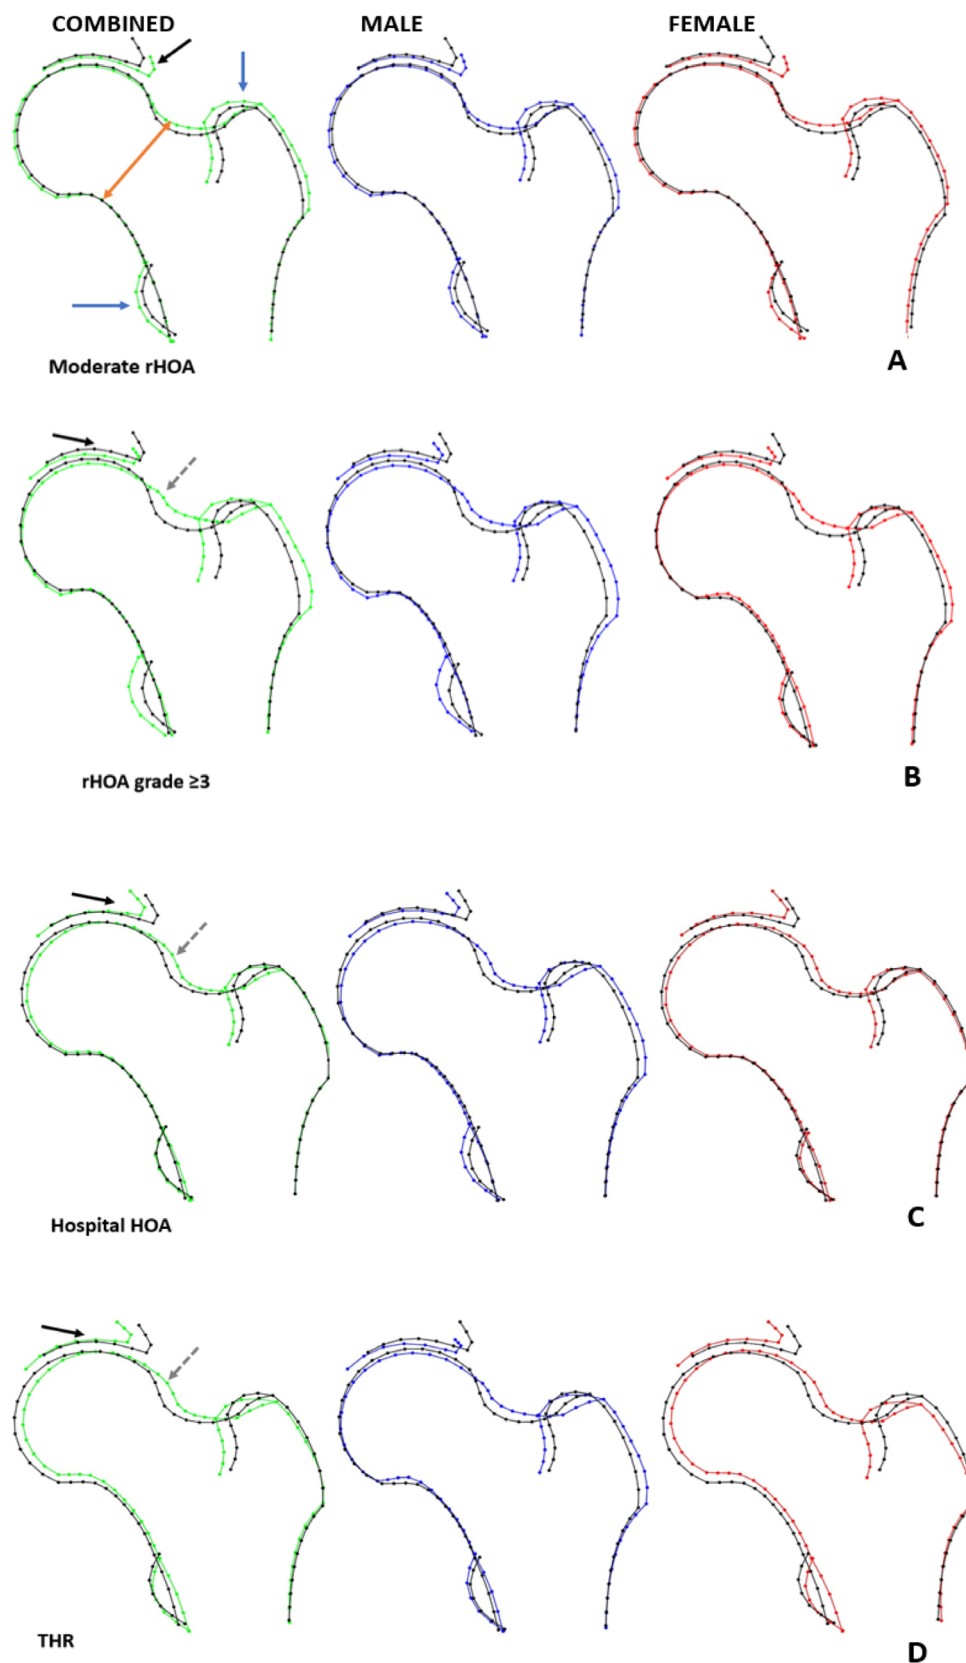 COMBINED MALE FEMALE
Moderate rHOA A
rHOA grade ≥3 B
Hospital HOA C
THR D